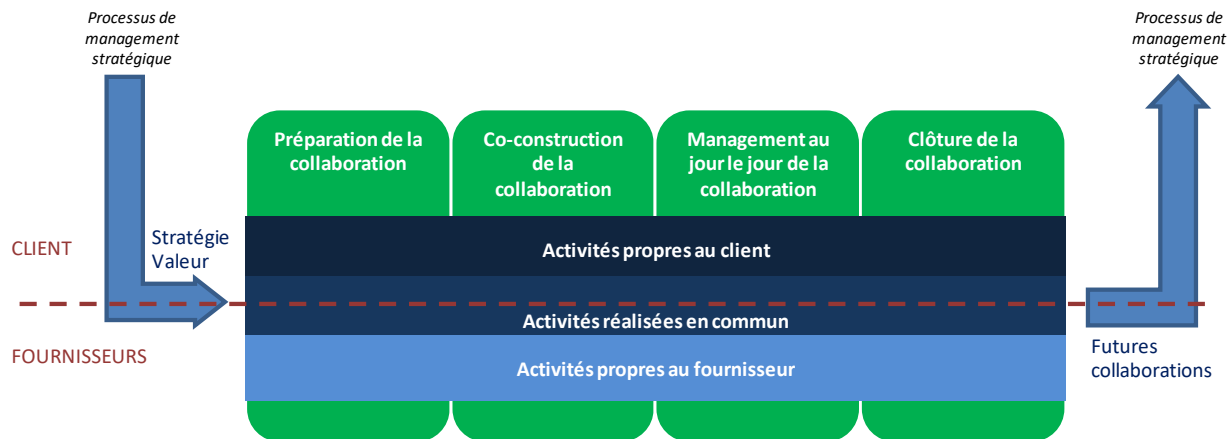 Processus de
management
stratégique
Processus de
management
stratégique
Préparation de la
collaboration
Co-construction
de la
collaboration
Management au
jour le jour de la
collaboration
Clôture de la
collaboration
CLIENT
Stratégie
Valeur
Activités propres au client
Activités réalisées en commun
FOURNISSEURS
Activités propres au fournisseur
Futures
collaborations